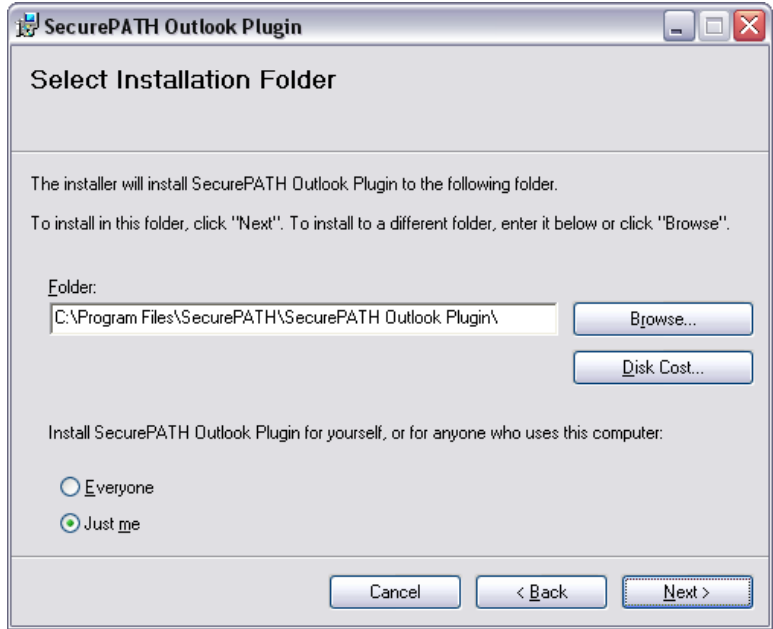 SecurePATH Outlook Plugin
Select Installation Folder
The installer will install SecurePATH Outlook Plugin to the following folder.
To install in this folder, click "Next". To install to a different folder, enter it below or click "Browse".
Folder:
C:\Program Files\SecurePATH\SecurePATH Outlook Plugin\
Browse...
Disk Cost...
Install SecurePATH Outlook Plugin for yourself, or for anyone who uses this computer:
Everyone
Just me
Cancel
< Back
Next >